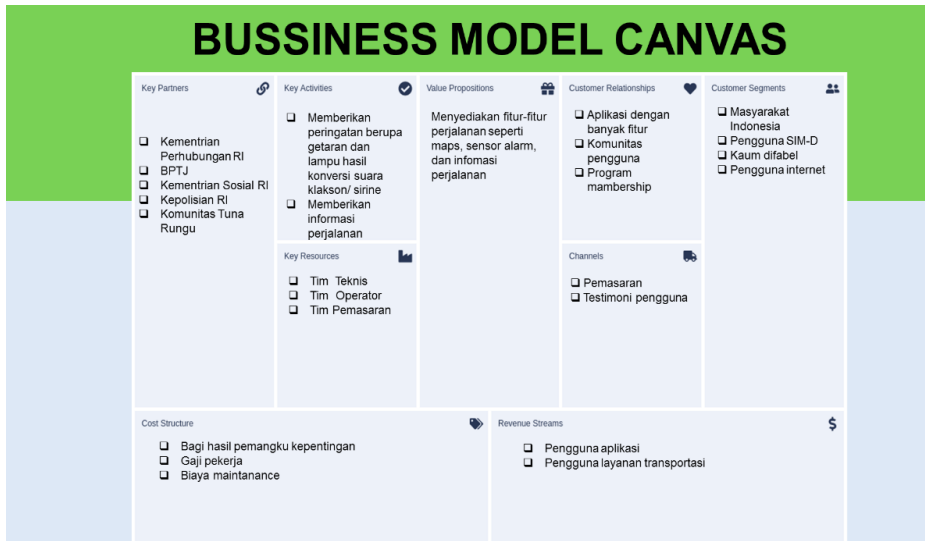 BUSSINESS MODEL CANVAS
Key Partners
Kementrian
Perhubungan RI
BPTJ
Kementrian Sosial RI
Kepolisian RI
Komunitas Tuna
Rungu
Key Activities
Memberikan
peringatan berupa
getaran dan
lampu hasil
konversi suara
klakson/ sirine
Memberikan
informasi
perjalanan
Key Resources
Tim Teknis
Tim Operator
Tim Pemasaran
Value Propositions
Menyediakan fitur-fitur
perjalanan seperti
maps, sensor alarm,
dan infomasi
perjalanan
Customer Relationships
Aplikasi dengan
banyak fitur
Komunitas
pengguna
Program
mambership
Channels
Pemasaran
Testimoni pengguna
Customer Segments
Masyarakat
Indonesia
Pengguna SIM-D
Kaum difabel
Pengguna internet
Cost Structure
Bagi hasil pemangku kepentingan
Gaji pekerja
Biaya maintanance
Revenue Streams
Pengguna aplikasi
Pengguna layanan transportasi